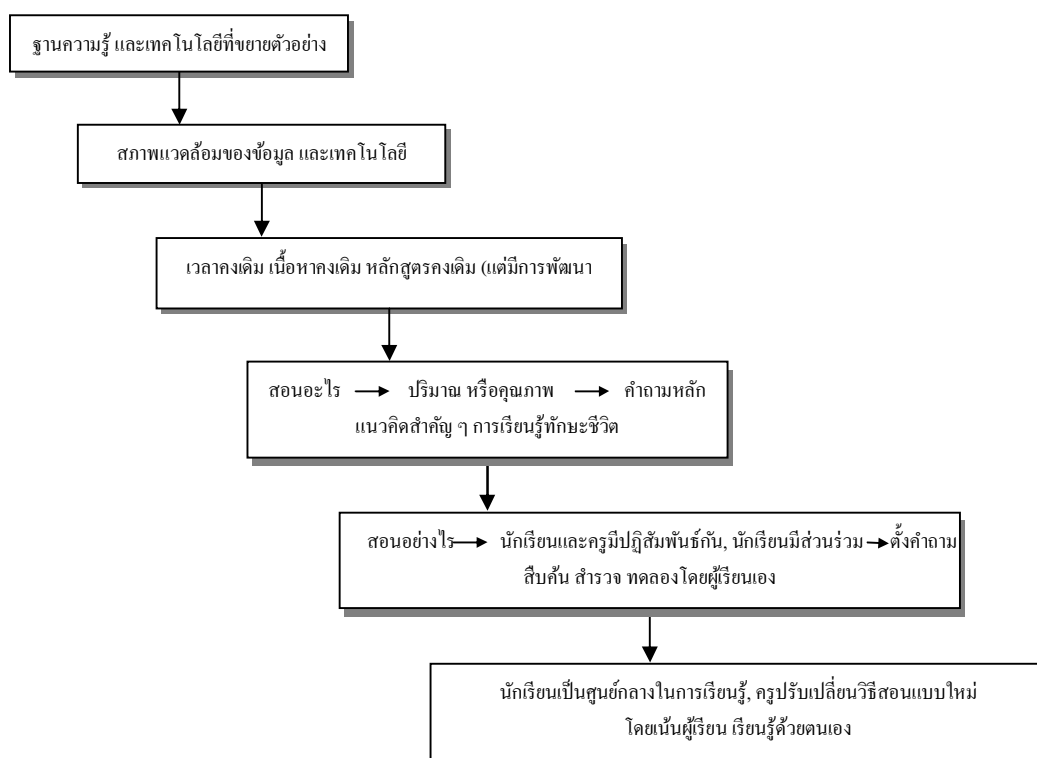 ฐานความรู้ และเทคโนโลยีที่ขยายตัวอย่าง
สภาพแวดล้อมของข้อมูล และเทคโนโลยี
เวลาคงเดิม เนื้อหาคงเดิม หลักสูตรคงเดิม (แต่มีการพัฒนา
สอนอะไร ปริมาณ หรือคุณภาพ คำถามหลัก
แนวคิดสำคัญ ๆ การเรียนรู้ทักษะชีวิต
สอนอย่างไร นักเรียนและครูมีปฏิสัมพันธ์กัน, นักเรียนมีส่วนร่วม ตั้งคำถาม
สืบค้น สำรวจ ทดลองโดยผู้เรียนเอง
นักเรียนเป็นศูนย์กลางในการเรียนรู้, ครูปรับเปลี่ยนวิธีสอนแบบใหม่
โดยเน้นผู้เรียน เรียนรู้ด้วยตนเอง